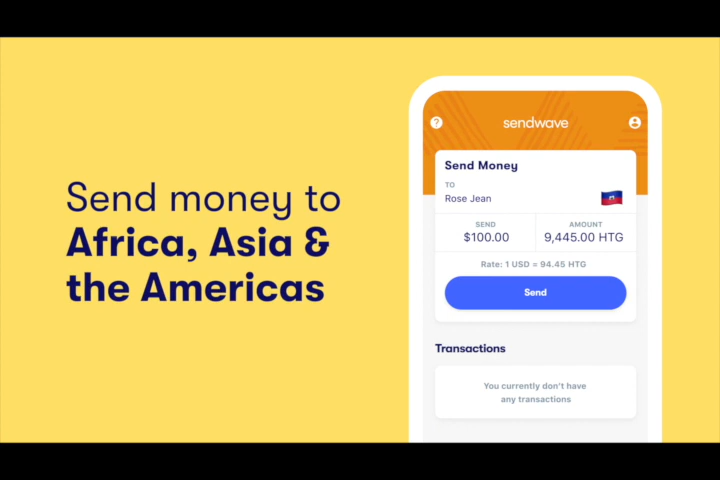 Send money to
Africa, Asia &
the Americas
?
sendwave
Send Money
TO
Rose Jean
SEND
$100.00
AMOUNT
9,445.00 HTG
Rate: 1 USD = 94.45 HTG
Send
Transactions
You currently don't have
any transactions